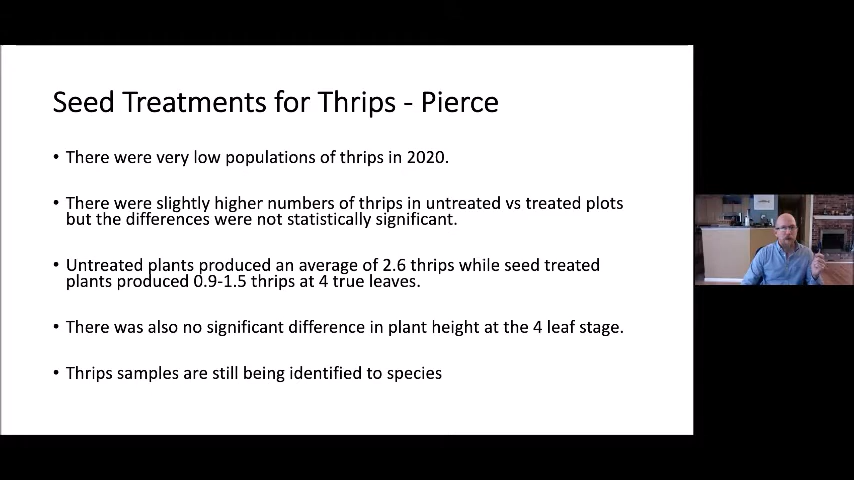 Seed Treatments for Thrips - Pierce
• There were very low populations of thrips in 2020.
• There were slightly higher numbers of thrips in untreated vs treated plots
but the differences were not statistically significant.
• Untreated plants produced an average of 2.6 thrips while seed treated
plants produced 0.9-1.5 thrips at 4 true leaves.
• There was also no significant difference in plant height at the 4 leaf stage.
• Thrips samples are still being identified to species